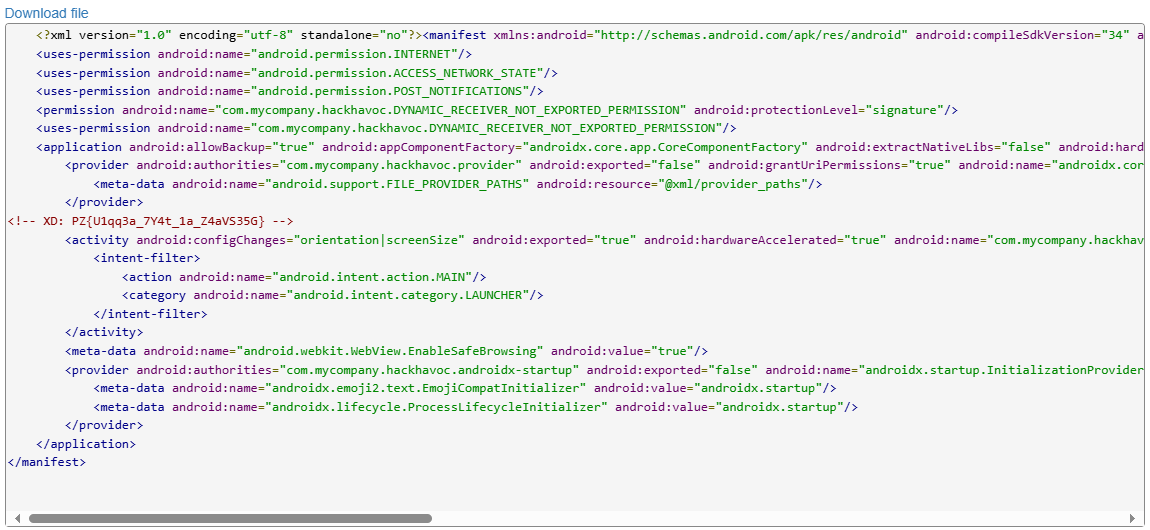 Download file
<?xml version="1.0" encoding="utf-8" standalone="no"?><manifest xmlns:android="http://schemas.android.com/apk/res/android" android:compileSdkVersion="34" a
<uses-permission android:name="android.permission.INTERNET"/>
<uses-permission android:name="android.permission.ACCESS_NETWORK_STATE"/>
<uses-permission android:name="android.permission.POST_NOTIFICATIONS"/>
<permission android:name="com.mycompany.hackhavoc.DYNAMIC_RECEIVER_NOT_EXPORTED_PERMISSION" android:protectionLevel="signature"/>
<uses-permission android:name="com.mycompany.hackhavoc.DYNAMIC_RECEIVER_NOT_EXPORTED_PERMISSION"/>
<application android:allowBackup="true" android:appComponentFactory="androidx.core.app.CoreComponentFactory" android:extractNativeLibs="false" android:hard
<provider android:authorities="com.mycompany.hackhavoc.provider" android:exported="false" android:grantUriPermissions="true" android:name="androidx.cor
<meta-data android:name="android.support.FILE_PROVIDER_PATHS" android:resource="@xml/provider_paths"/>
</provider>
<!-- XD: PZ{U1qq3a_7Y4t_1a_Z4aVS35G} -->
<activity android:configChanges="orientation|screenSize" android:exported="true" android:hardwareAccelerated="true" android:name="com.mycompany.hackhav
<intent-filter>
<action android:name="android.intent.action.MAIN"/>
<category android:name="android.intent.category.LAUNCHER"/>
</intent-filter>
</activity>
<meta-data android:name="android.webkit.WebView.EnableSafeBrowsing" android:value="true"/>
<provider android:authorities="com.mycompany.hackhavoc.androidx-startup" android:exported="false" android:name="androidx.startup.InitializationProvider
<meta-data android:name="androidx.emoji2.text.EmojiCompatInitializer" android:value="androidx.startup"/>
<meta-data android:name="androidx.lifecycle.ProcessLifecycleInitializer" android:value="androidx.startup"/>
</provider>
</application>
</manifest>